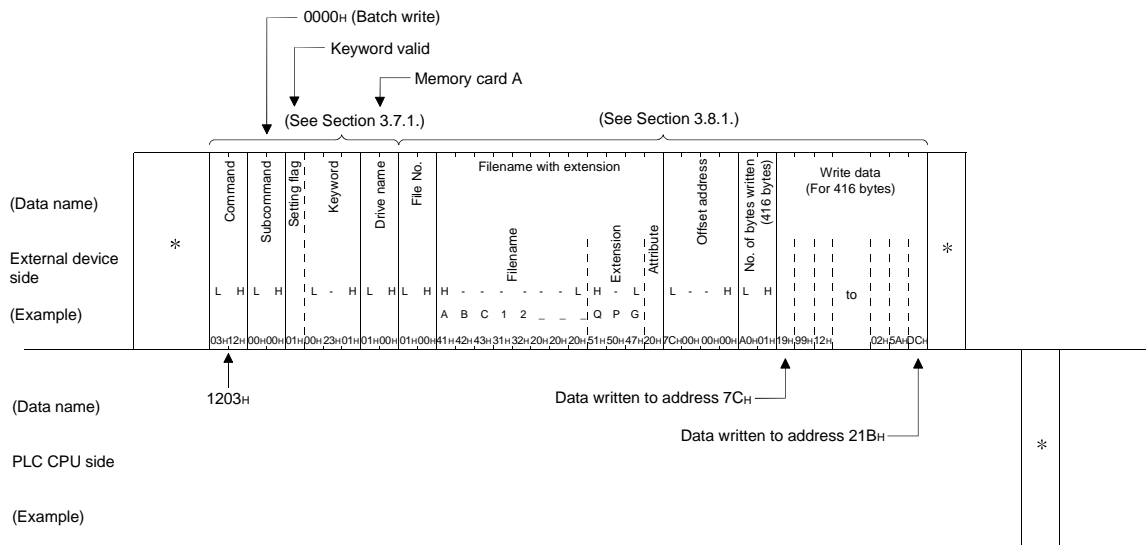 0000H (Batch write)
Keyword valid
Memory card A
(See Section 3.7.1.)
(See Section 3.8.1.)
(Data name)
External device
side
(Example)
*
Command
Subcommand
Setting flag
Keyword
Drive name
File No.
Filename with extension
Filename
Extension
Attribute
Offset address
No. of bytes written
(416 bytes)
Write data
(For 416 bytes)
*
L H L H L - H L H L H H - - - - - - L H - L L - - H L H to
A B C 1 2 _ _ _ Q P G
03H 12H 00H 00H 01H 00H 23H 01H 01H 00H 01H 00H 41H 42H 43H 31H 32H 20H 20H 20H 51H 50H 47H 20H 7CH 00H 00H 00H A0H 01H 19H 99H 12H 02H 5AH DCH
1203H
Data written to address 7CH
Data written to address 21BH
(Data name)
PLC CPU side
(Example)
*